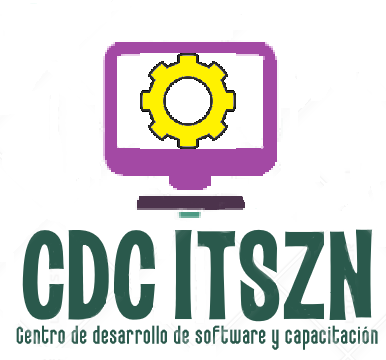 CDC ITSZN
Centro de desarrollo de software y capacitación